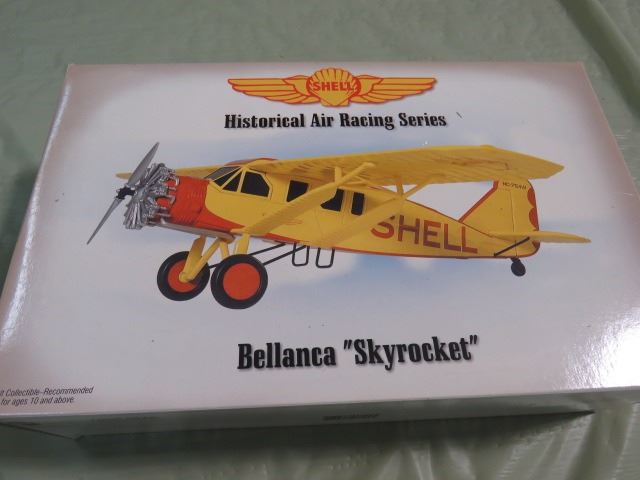 SHELL
Historical Air Racing Series
SHELL
Bellanca "Skyrocket"
t Collectible-Recommended
for ages 10 and above.